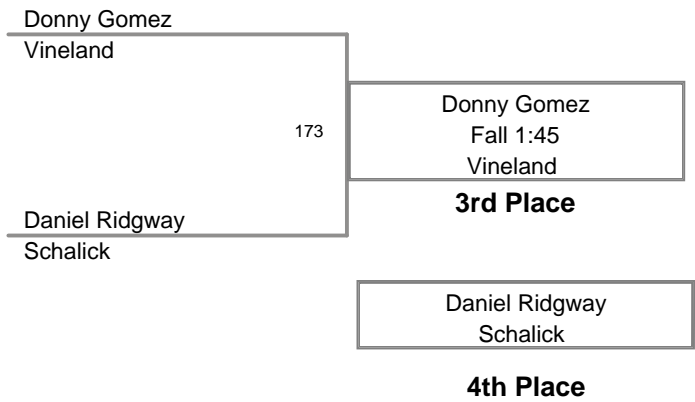 Donny Gomez
Vineland
173
Donny Gomez
Fall 1:45
Vineland
3rd Place
Daniel Ridgway
Schalick
Daniel Ridgway
Schalick
4th Place